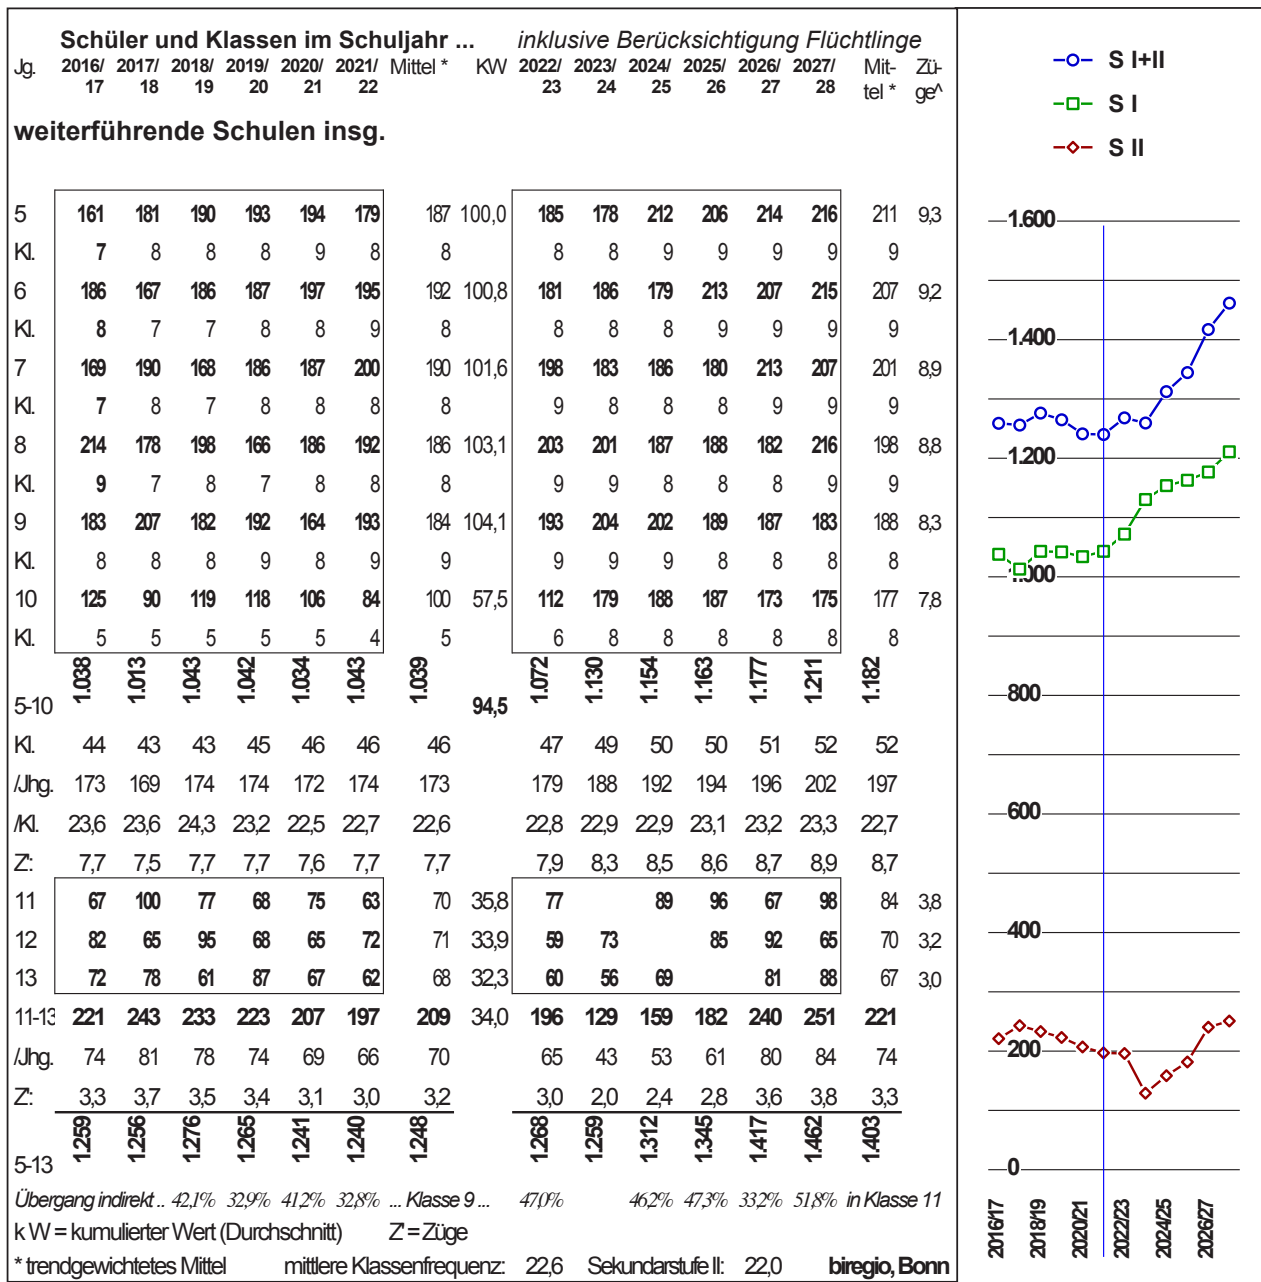 Schüler und Klassen im Schuljahr ... inklusive Berücksichtigung Flüchtlinge
Jg. 2016/17 2017/18 2018/19 2019/20 2020/21 2021/22 Mittel * KW 2022/23 2023/24 2024/25 2025/26 2026/27 2027/28 Mit-tel * Zü-ge^
weiterführende Schulen insg.
5 161 181 190 193 194 179 187 100,0 185 178 212 206 214 216 211 9,3
Kl. 7 8 8 8 9 8 8 8 8 9 9 9 9 9
6 186 167 186 187 197 195 192 100,8 181 186 179 213 207 215 207 9,2
Kl. 8 7 7 8 8 9 8 8 8 8 9 9 9 9
7 169 190 168 186 187 200 190 101,6 198 183 186 180 213 207 201 8,9
Kl. 7 8 7 8 8 8 8 9 8 8 8 9 9 9
8 214 178 198 166 186 192 186 103,1 203 201 187 188 182 216 198 8,8
Kl. 9 7 8 7 8 8 8 9 9 8 8 8 9 9
9 183 207 182 192 164 193 184 104,1 193 204 202 189 187 183 188 8,3
Kl. 8 8 8 9 8 9 9 9 9 9 8 8 8 8
10 125 90 119 118 106 84 100 57,5 112 179 188 187 173 175 177 7,8
Kl. 5 5 5 5 5 4 5 6 8 8 8 8 8 8
5-10 1.038 1.013 1.043 1.042 1.034 1.043 1.039 94,5 1.072 1.130 1.154 1.163 1.177 1.211 1.182
Kl. 44 43 43 45 46 46 46 47 49 50 50 51 52 52
/Jhg. 173 169 174 174 172 174 173 179 188 192 194 196 202 197
/Kl. 23,6 23,6 24,3 23,2 22,5 22,7 22,6 22,8 22,9 22,9 23,1 23,2 23,3 22,7
Z': 7,7 7,5 7,7 7,7 7,6 7,7 7,7 7,9 8,3 8,5 8,6 8,7 8,9 8,7
11 67 100 77 68 75 63 70 35,8 77 89 96 67 98 84 3,8
12 82 65 95 68 65 72 71 33,9 59 73 85 92 65 70 3,2
13 72 78 61 87 67 62 68 32,3 60 56 69 81 88 67 3,0
11-13 221 243 233 223 207 197 209 34,0 196 129 159 182 240 251 221
/Jhg. 74 81 78 74 69 66 70 65 43 53 61 80 84 74
Z': 3,3 3,7 3,5 3,4 3,1 3,0 3,2 3,0 2,0 2,4 2,8 3,6 3,8 3,3
5-13 1.259 1.256 1.276 1.265 1.241 1.240 1.248 1.268 1.259 1.312 1.345 1.417 1.462 1.403
Übergang indirekt .. 42,1% 32,9% 41,2% 32,8% ... Klasse 9 ... 47,0% 46,2% 47,3% 33,2% 51,8% in Klasse 11
k W = kumulierter Wert (Durchschnitt) Z' = Züge
* trendgewichtetes Mittel mittlere Klassenfrequenz: 22,6 Sekundarstufe II: 22,0 biregio, Bonn
S I+II
S I
S II
1.600
1.400
1.200
1.000
800
600
400
200
0
2016/17 2018/19 2020/21 2022/23 2024/25 2026/27